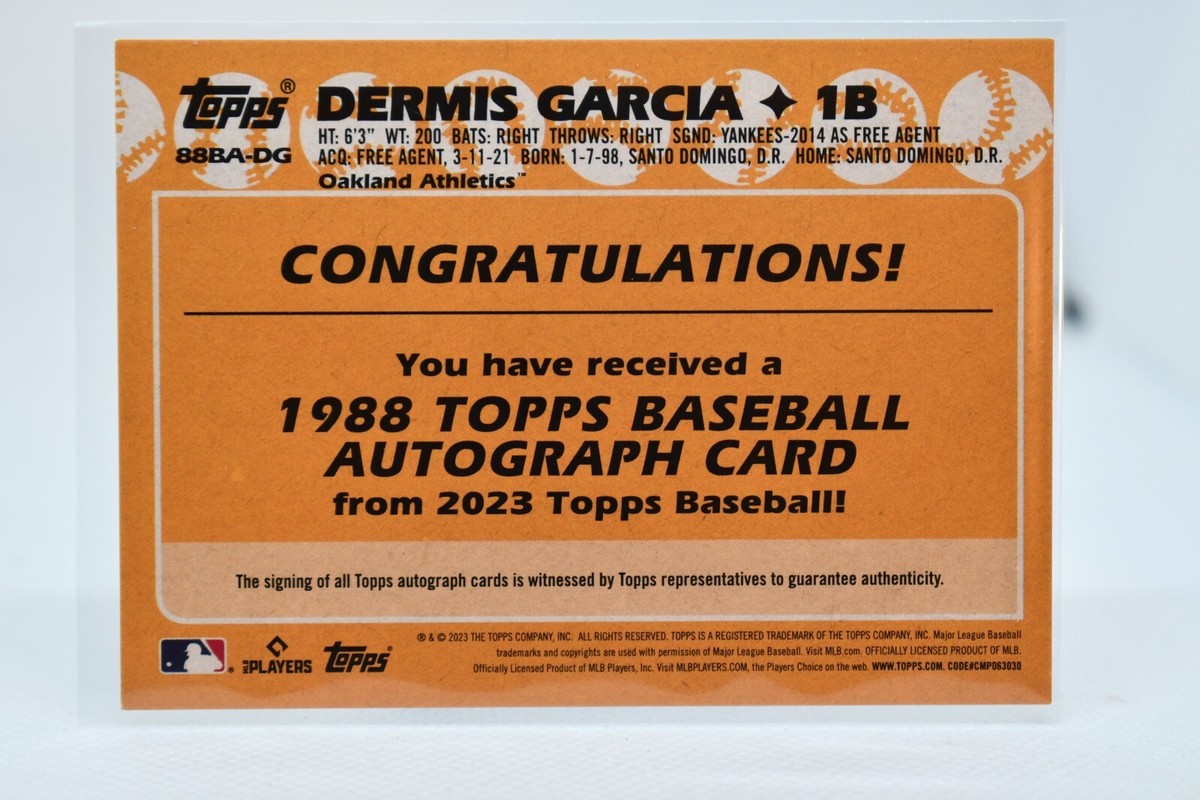 Topps® DERMIS GARCIA ✦ 1B
HT: 6'3" WT: 200 BATS: RIGHT THROWS: RIGHT SGND: YANKEES-2014 AS FREE AGENT
88BA-DG ACQ: FREE AGENT, 3-11-21 BORN: 1-7-98, SANTO DOMINGO, D.R. HOME: SANTO DOMINGO, D.R.
Oakland Athletics™
CONGRATULATIONS!
You have received a
1988 TOPPS BASEBALL
AUTOGRAPH CARD
from 2023 Topps Baseball!
The signing of all Topps autograph cards is witnessed by Topps representatives to guarantee authenticity.
MLB PLAYERS Topps®
® & © 2023 THE TOPPS COMPANY, INC. ALL RIGHTS RESERVED. TOPPS IS A REGISTERED TRADEMARK OF THE TOPPS COMPANY, INC. Major League Baseball
trademarks and copyrights are used with permission of Major League Baseball. Visit MLB.com. OFFICIALLY LICENSED PRODUCT OF MLB.
Officially Licensed Product of MLB Players, Inc. Visit MLBPLAYERS.COM, the Players Choice on the web. WWW.TOPPS.COM. CODE#CMP063030